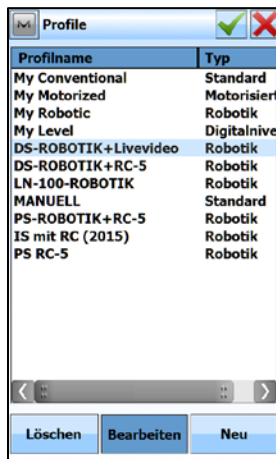 Profile
Profilname Typ
My Conventional Standard
My Motorized Motorisiert
My Robotic Robotik
My Level Digitalnive
DS-ROBOTIK+Livevideo Robotik
DS-ROBOTIK+RC-5 Robotik
LN-100-ROBOTIK Robotik
MANUELL Standard
PS-ROBOTIK+RC-5 Robotik
IS mit RC (2015) Robotik
PS RC-5 Robotik
Löschen Bearbeiten Neu